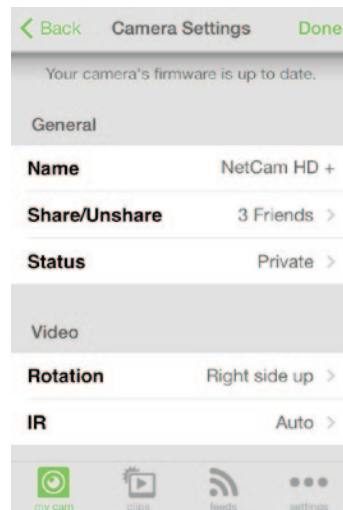 Back Camera Settings Done
Your camera's firmware is up to date.
General
Name NetCam HD +
Share/Unshare 3 Friends
Status Private
Video
Rotation Right side up
IR Auto
my cam clips feeds settings